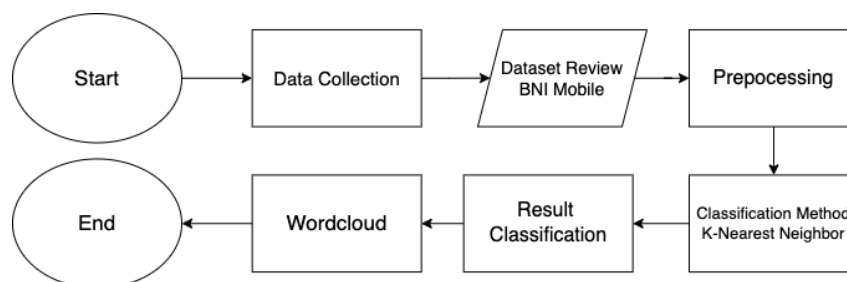 Start
Data Collection
Dataset Review
BNI Mobile
Prepocessing
Classification Method
K-Nearest Neighbor
Result
Classification
Wordcloud
End